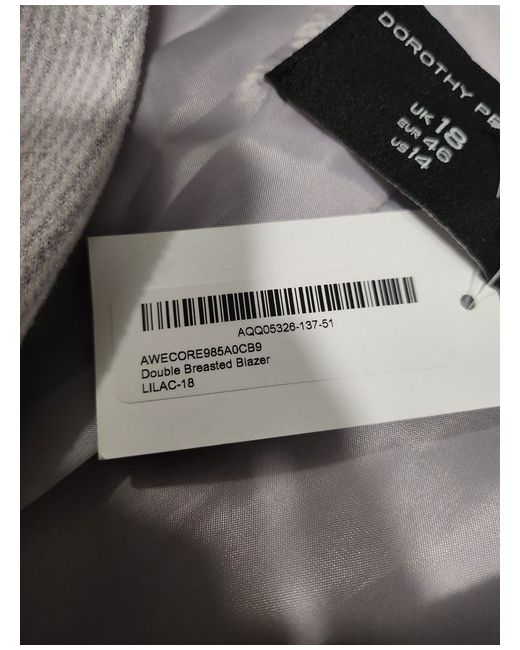 DOROTHY PE
UK 18
EUR 46
US 14
AQQ05326-137-51
AWECORE985A0CB9
Double Breasted Blazer
LILAC-18